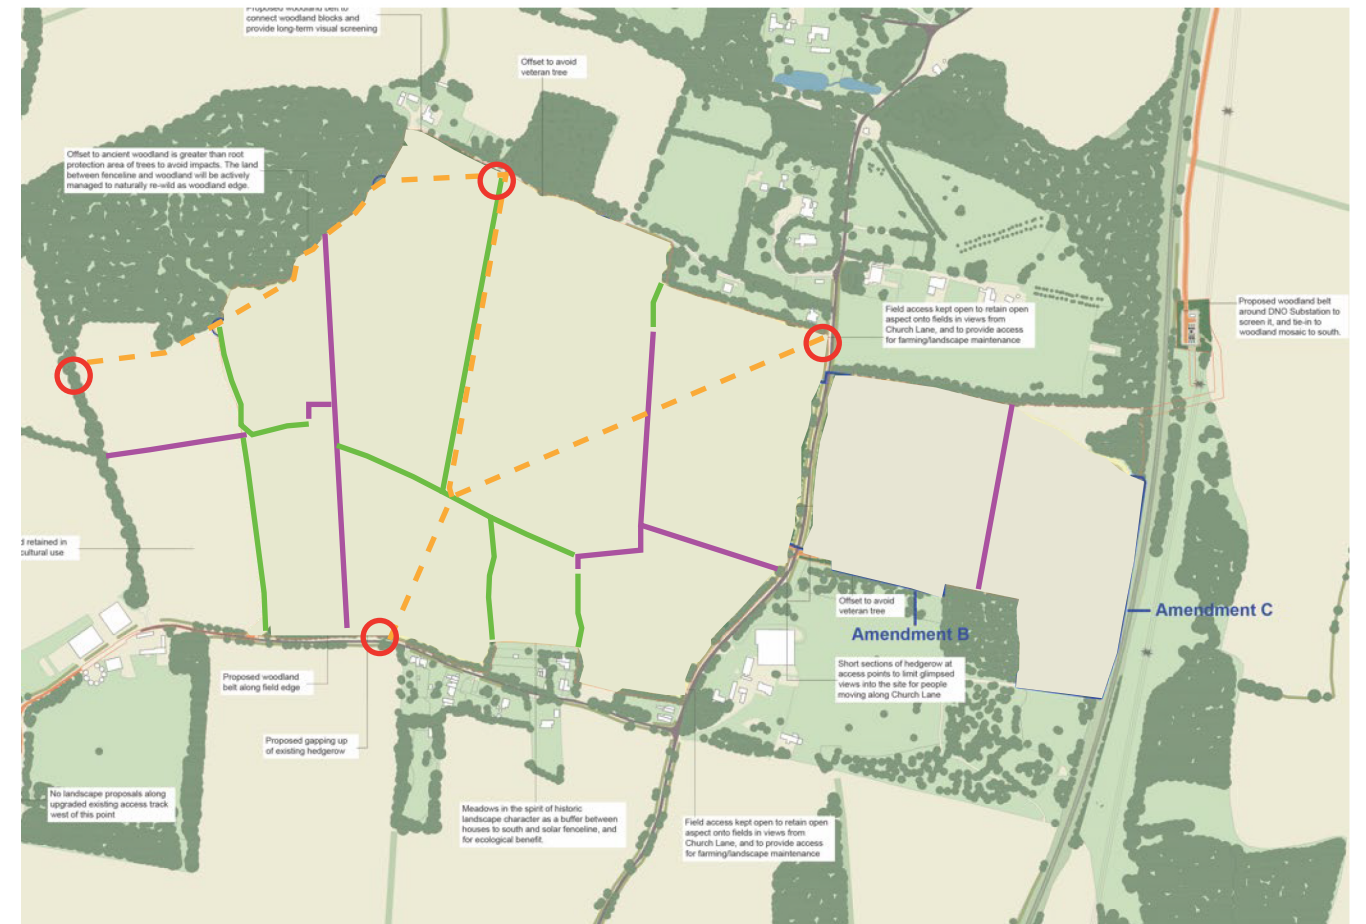 Proposed woodland belt to
connect woodland blocks and
provide long-term visual screening
Offset to avoid
veteran tree
Offset to ancient woodland is greater than root
protection area of trees to avoid impacts. The land
between fenceline and woodland will be actively
managed to naturally re-wild as woodland edge.
Field access kept open to retain open
aspect onto fields in views from
Church Lane, and to provide access
for farming/landscape maintenance
Proposed woodland belt
around DNO Substation to
screen it, and tie-in to
woodland mosaic to south.
d retained in
cultural use
Offset to avoid
veteran tree
Amendment B
Amendment C
Short sections of hedgerow at
access points to limit glimpsed
views into the site for people
moving along Church Lane
Proposed woodland
belt along field edge
Proposed gapping up
of existing hedgerow
No landscape proposals along
upgraded existing access track
west of this point
Meadows in the spirit of historic
landscape character as a buffer between
houses to south and solar fenceline, and
for ecological benefit.
Field access kept open to retain open
aspect onto fields in views from
Church Lane, and to provide access
for farming/landscape maintenance